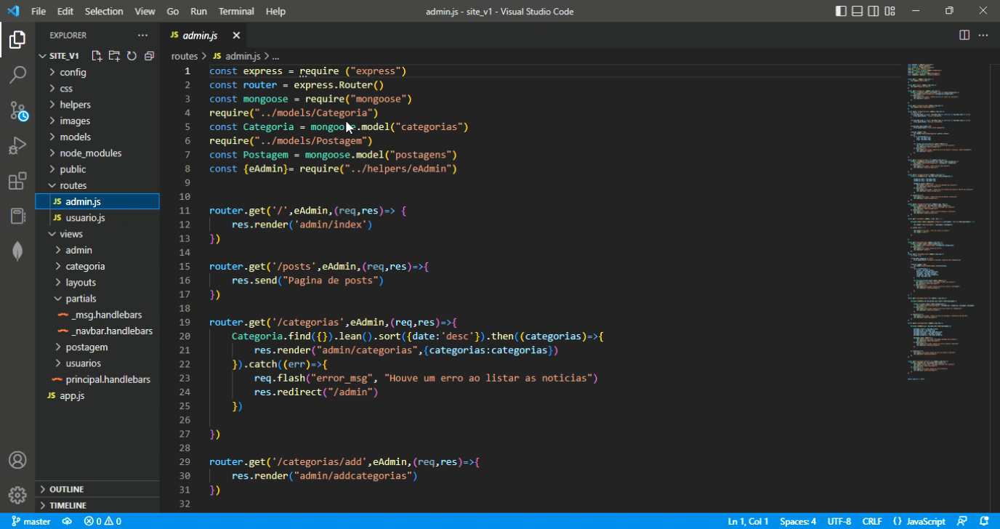 File Edit Selection View Go Run Terminal Help
admin.js - site_v1 - Visual Studio Code
EXPLORER
SITE_V1
config
css
helpers
images
models
node_modules
public
routes
JS admin.js
JS usuario.js
views
admin
categoria
layouts
partials
_msg.handlebars
_navbar.handlebars
postagem
usuarios
principal.handlebars
JS app.js
OUTLINE
TIMELINE
JS admin.js
routes > JS admin.js > ...
1 const express = require ("express")
2 const router = express.Router()
3 const mongoose = require("mongoose")
4 require("../models/Categoria")
5 const Categoria = mongoose.model("categorias")
6 require("../models/Postagem")
7 const Postagem = mongoose.model("postagens")
8 const {eAdmin}= require("../helpers/eAdmin")
9
10
11 router.get('/',eAdmin,(req,res)=> {
12     res.render('admin/index')
13 })
14
15 router.get('/posts',eAdmin,(req,res)=>{
16     res.send("Pagina de posts")
17 })
18
19 router.get('/categorias',eAdmin,(req,res)=>{
20     Categoria.find({}).lean().sort({date:'desc'}).then((categorias)=>{
21         res.render("admin/categorias",{categorias:categorias})
22     }).catch((err)=>{
23         req.flash("error_msg", "Houve um erro ao listar as noticias")
24         res.redirect("/admin")
25     })
26
27 })
28
29 router.get('/categorias/add',eAdmin,(req,res)=>{
30     res.render("admin/addcategorias")
31 })
32
master
0 0
Ln 1, Col 1 Spaces: 4 UTF-8 CRLF {} JavaScript